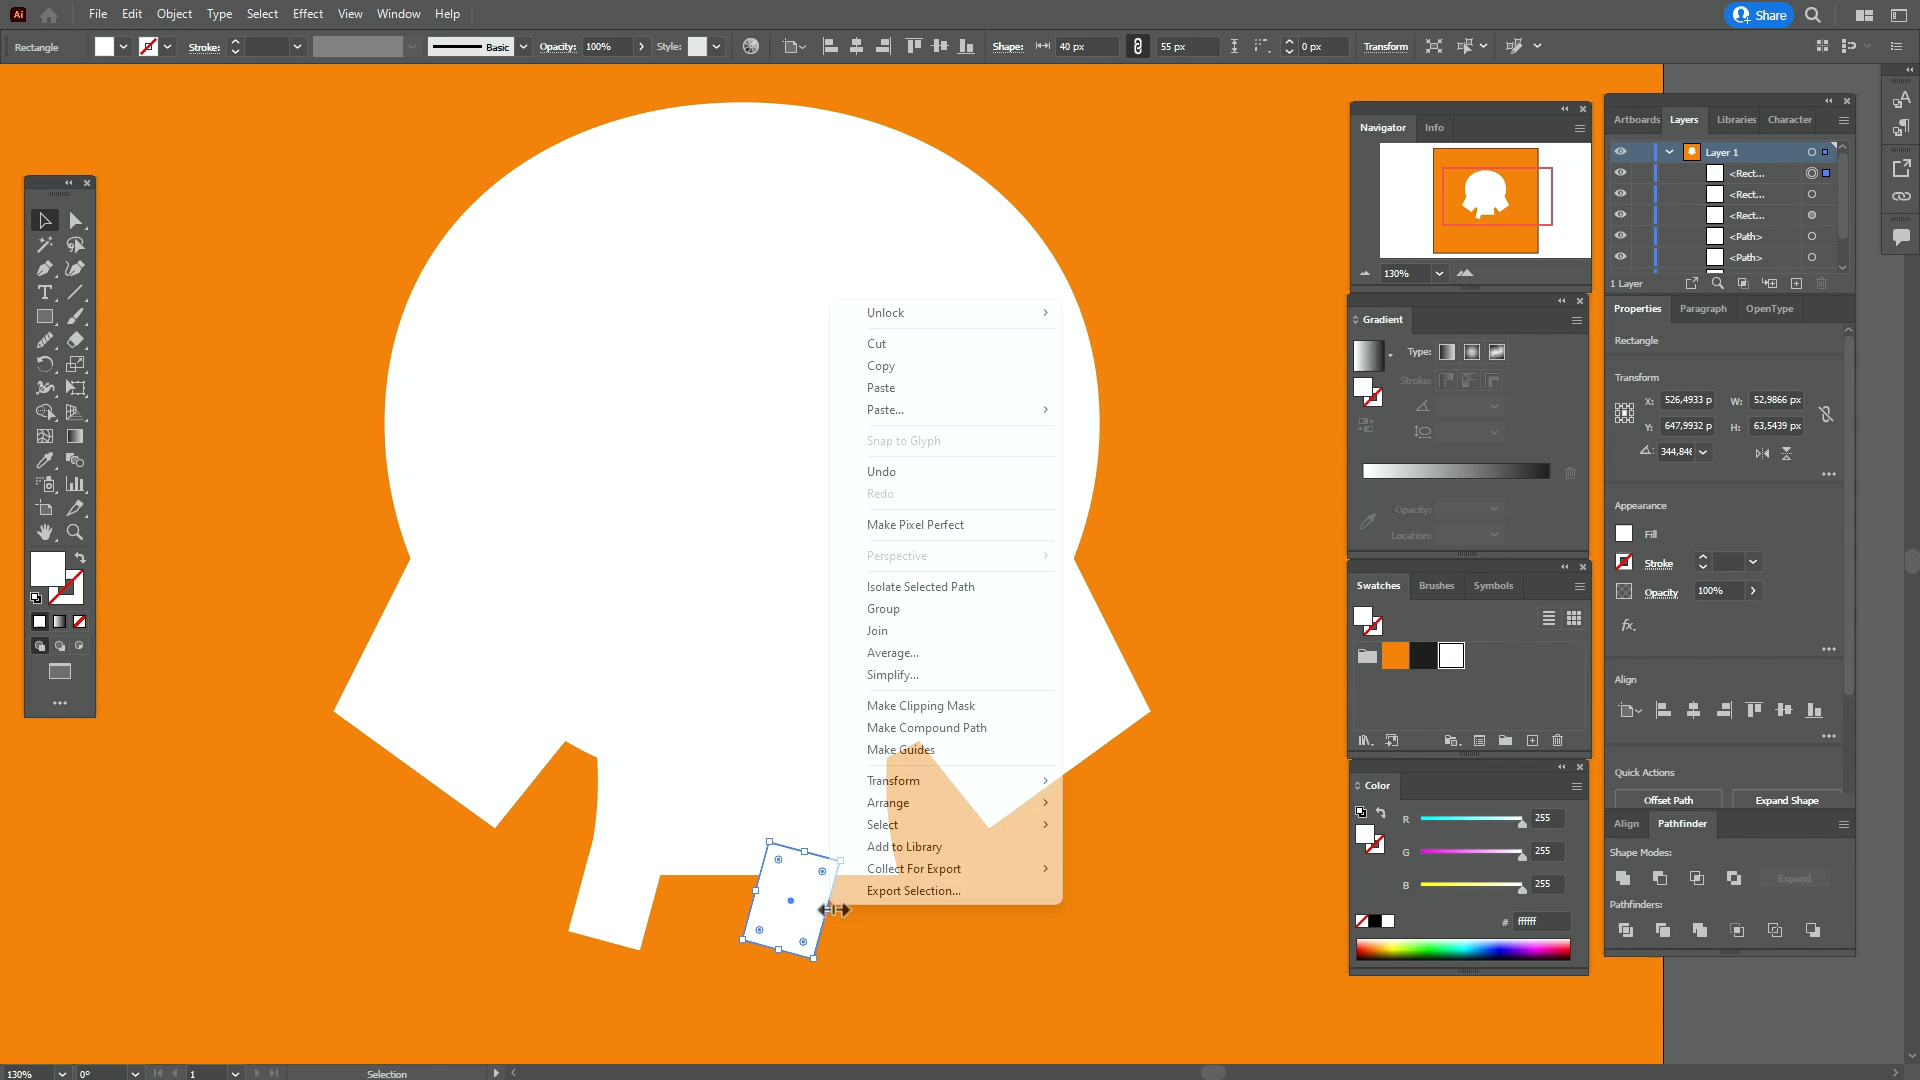 Ai File Edit Object Type Select Effect View Window Help Share
Rectangle Stroke: Basic Opacity: 100% Style: Shape: 40 px 55 px 0 px Transform
Navigator Info
130%
Gradient
Type:
Stroke:
Opacity:
Location:
Swatches Brushes Symbols
Color
R 255
G 255
B 255
# ffffff
Artboards Layers Libraries Character
Layer 1
<Rect...
<Rect...
<Rect...
<Path>
<Path>
1 Layer
Properties Paragraph OpenType
Rectangle
Transform
X: 526,4933 p W: 52,9866 px
Y: 647,9932 p H: 63,5439 px
344,846
Appearance
Fill
Stroke
Opacity 100%
fx.
Align
Quick Actions
Offset Path Expand Shape
Align Pathfinder
Shape Modes:
Expand
Pathfinders:
Unlock
Cut
Copy
Paste
Paste...
Snap to Glyph
Undo
Redo
Make Pixel Perfect
Perspective
Isolate Selected Path
Group
Join
Average...
Simplify...
Make Clipping Mask
Make Compound Path
Make Guides
Transform
Arrange
Select
Add to Library
Collect For Export
Export Selection...
130% 0° 1 Selection